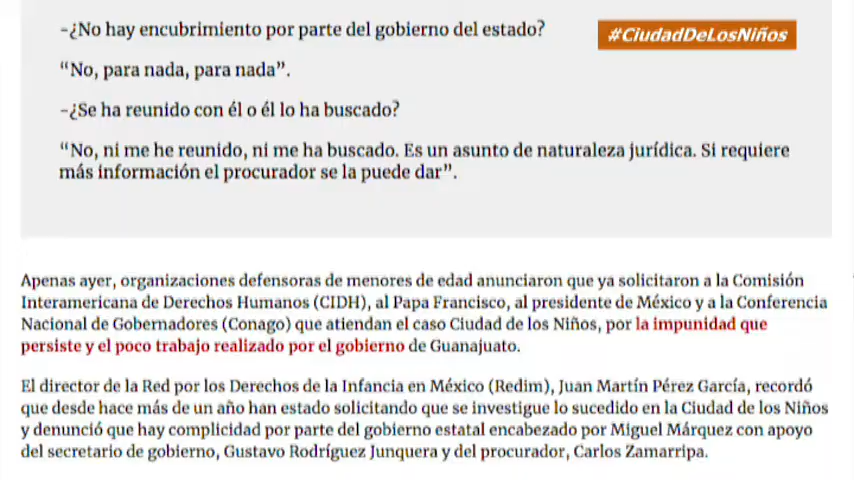 -¿No hay encubrimiento por parte del gobierno del estado?
#CiudadDeLosNiños
“No, para nada, para nada”.
-¿Se ha reunido con él o él lo ha buscado?
“No, ni me he reunido, ni me ha buscado. Es un asunto de naturaleza jurídica. Si requiere
más información el procurador se la puede dar”.
Apenas ayer, organizaciones defensoras de menores de edad anunciaron que ya solicitaron a la Comisión
Interamericana de Derechos Humanos (CIDH), al Papa Francisco, al presidente de México y a la Conferencia
Nacional de Gobernadores (Conago) que atiendan el caso Ciudad de los Niños, por la impunidad que
persiste y el poco trabajo realizado por el gobierno de Guanajuato.
El director de la Red por los Derechos de la Infancia en México (Redim), Juan Martín Pérez García, recordó
que desde hace más de un año han estado solicitando que se investigue lo sucedido en la Ciudad de los Niños
y denunció que hay complicidad por parte del gobierno estatal encabezado por Miguel Márquez con apoyo
del secretario de gobierno, Gustavo Rodríguez Junquera y del procurador, Carlos Zamarripa.